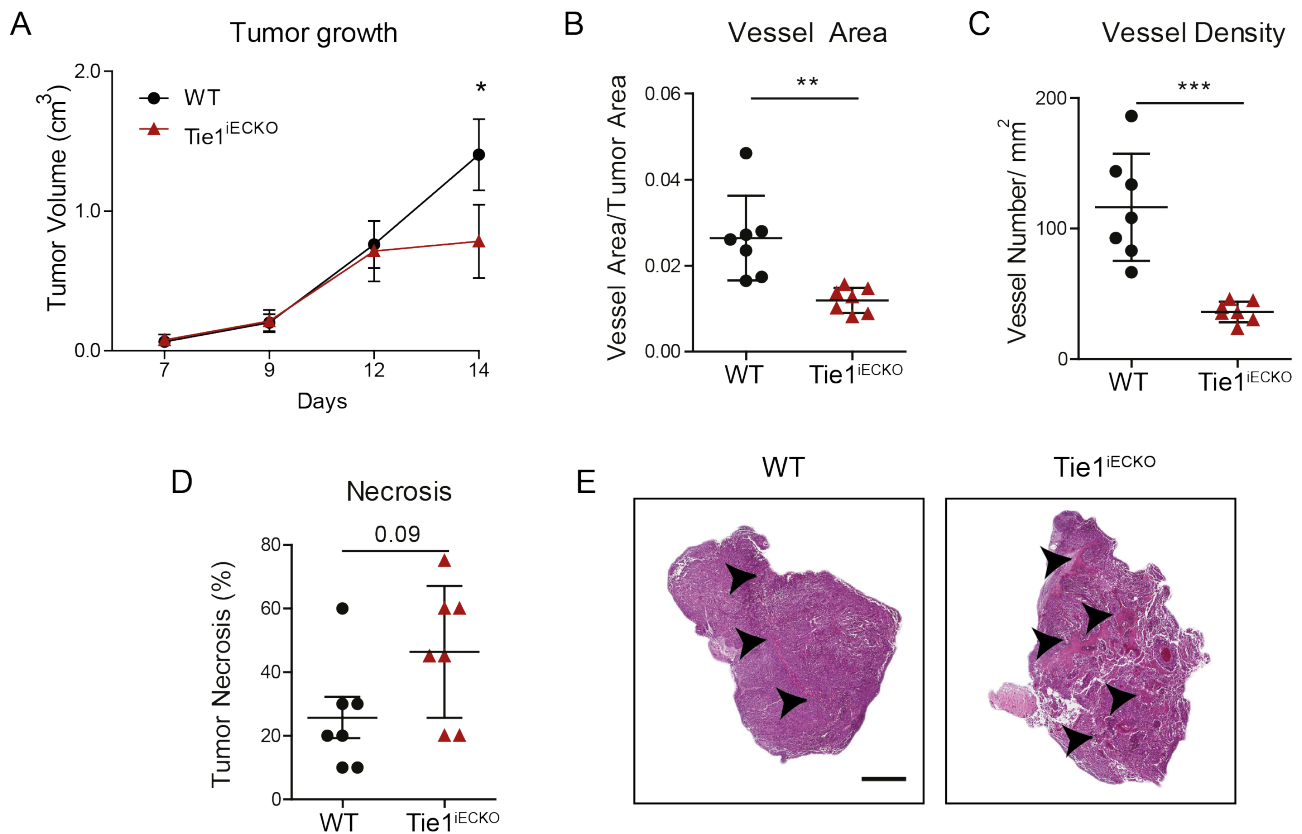 A
Tumor growth
Tumor Volume (cm³)
2.0
1.0
0.0
WT
Tie1ⁱᴱᶜᴷᴼ
*
7 9 12 14
Days
B
Vessel Area
Vessel Area/Tumor Area
0.06
0.04
0.02
0.00
**
WT Tie1ⁱᴱᶜᴷᴼ
C
Vessel Density
Vessel Number/ mm²
200
100
0
***
WT Tie1ⁱᴱᶜᴷᴼ
D
Necrosis
0.09
Tumor Necrosis (%)
80
60
40
20
0
WT Tie1ⁱᴱᶜᴷᴼ
E
WT
Tie1ⁱᴱᶜᴷᴼ